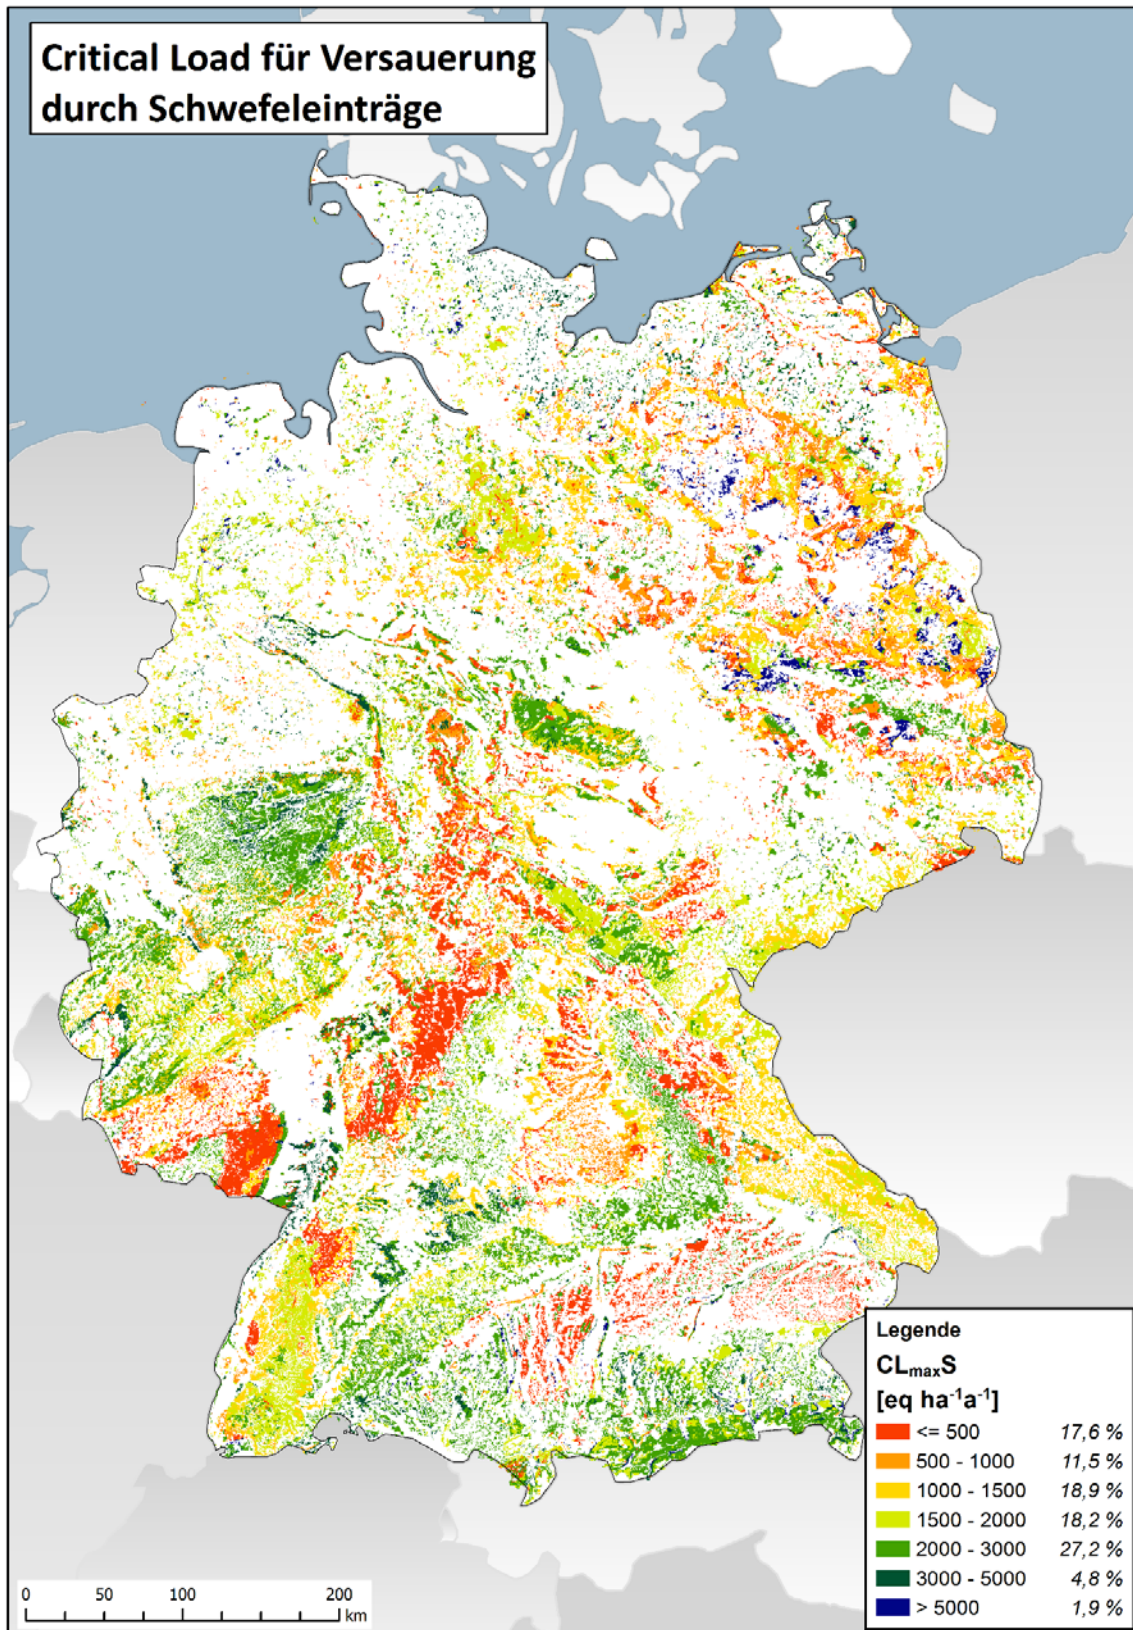 Critical Load für Versauerung
durch Schwefeleinträge
Legende
CLmaxS
[eq ha⁻¹a⁻¹]
<= 500 17,6 %
500 - 1000 11,5 %
1000 - 1500 18,9 %
1500 - 2000 18,2 %
2000 - 3000 27,2 %
3000 - 5000 4,8 %
> 5000 1,9 %
0 50 100 200
km